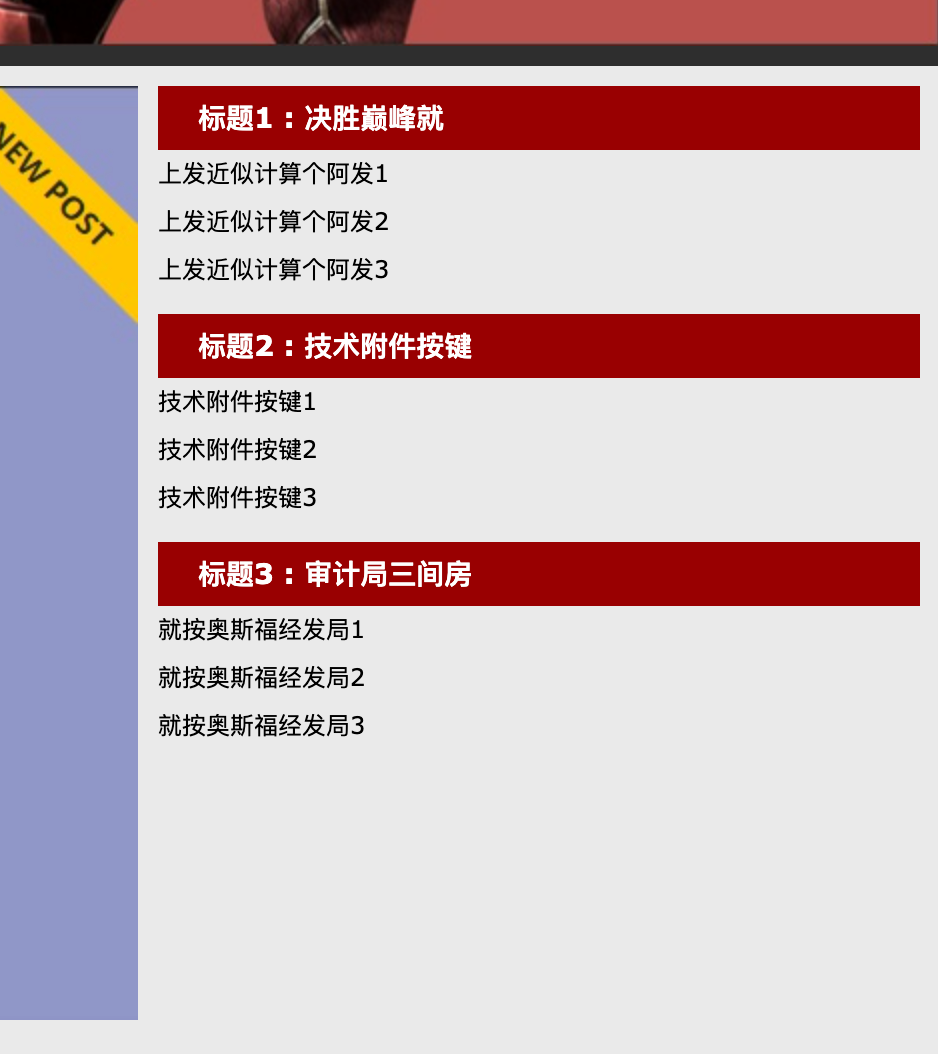 NEW POST
标题1：决胜巅峰就
上发近似计算个阿发1
上发近似计算个阿发2
上发近似计算个阿发3
标题2：技术附件按键
技术附件按键1
技术附件按键2
技术附件按键3
标题3：审计局三间房
就按奥斯福经发局1
就按奥斯福经发局2
就按奥斯福经发局3